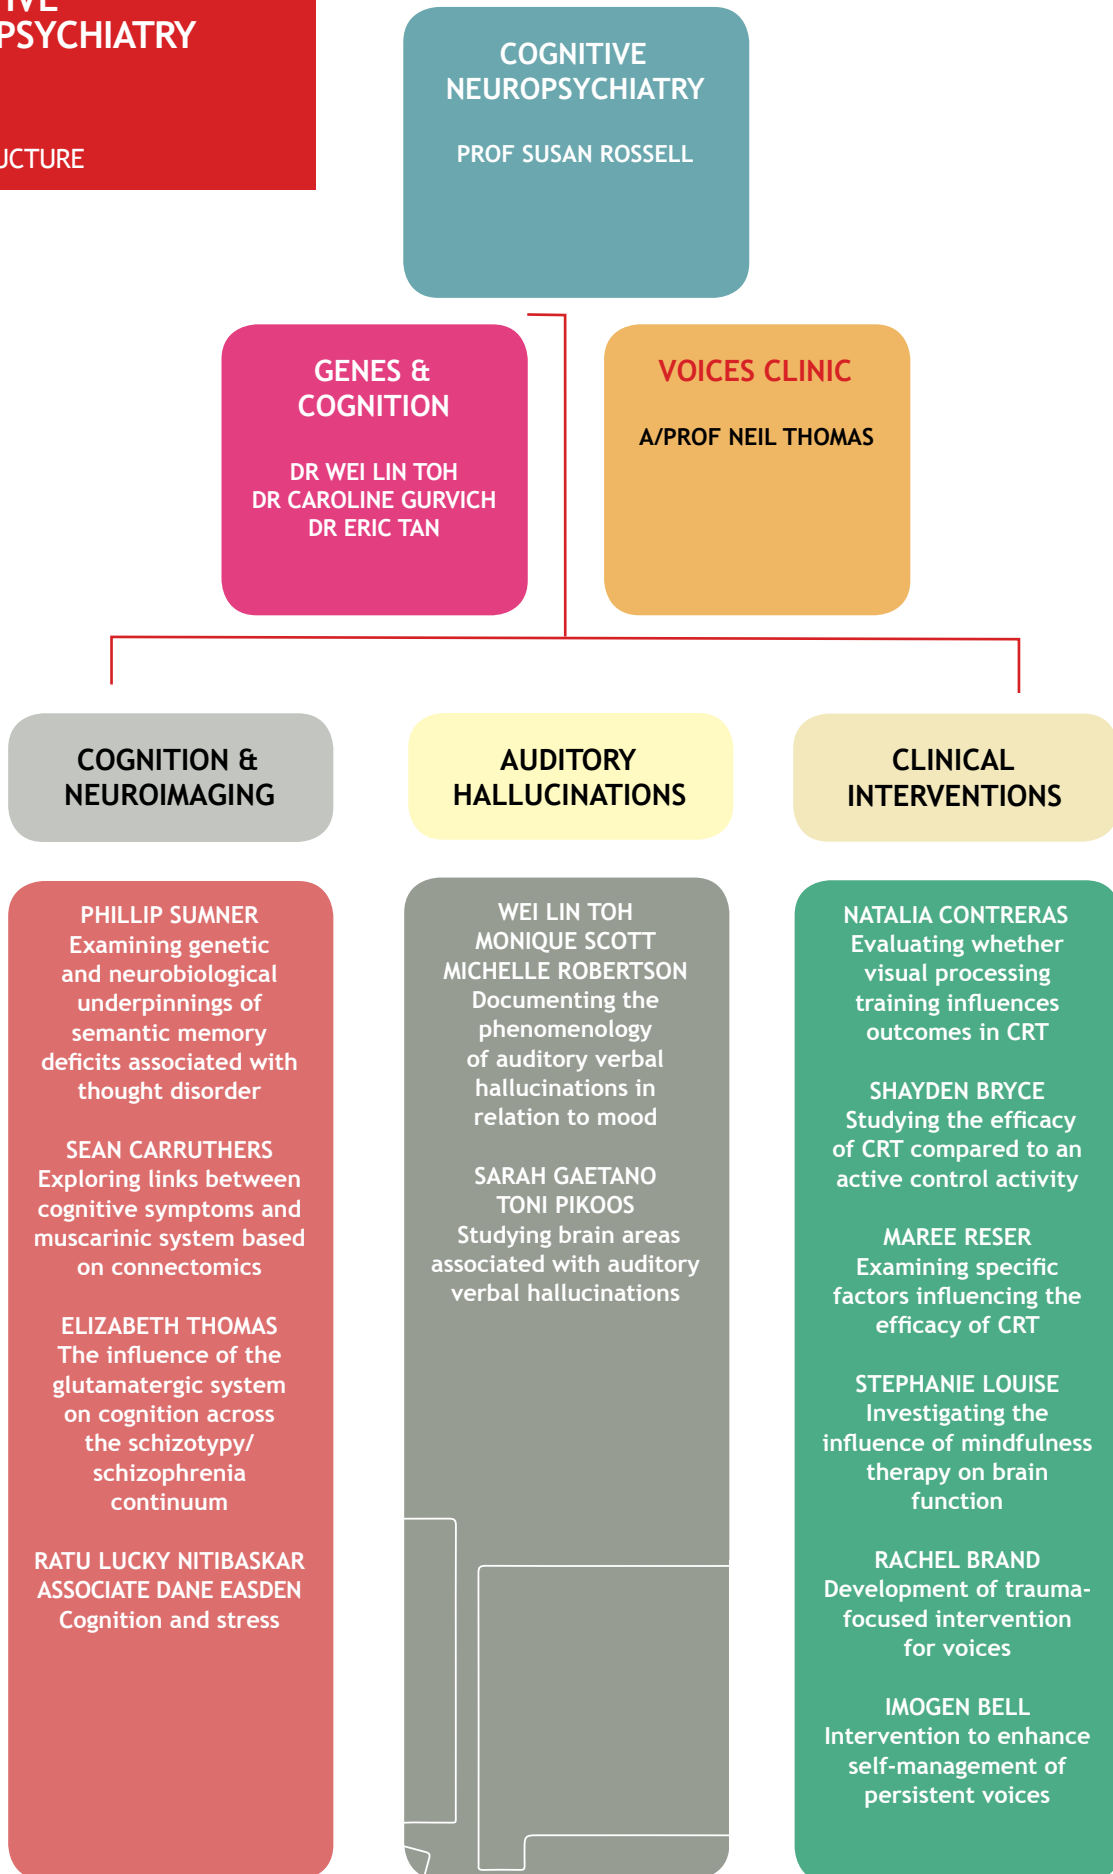 PSYCHIATRY
COGNITIVE
NEUROPSYCHIATRY
PROF SUSAN ROSSELL
GENES &
COGNITION
DR WEI LIN TOH
DR CAROLINE GURVICH
DR ERIC TAN
VOICES CLINIC
A/PROF NEIL THOMAS
COGNITION &
NEUROIMAGING
AUDITORY
HALLUCINATIONS
CLINICAL
INTERVENTIONS
PHILLIP SUMNER
Examining genetic
and neurobiological
underpinnings of
semantic memory
deficits associated with
thought disorder
SEAN CARRUTHERS
Exploring links between
cognitive symptoms and
muscarinic system based
on connectomics
ELIZABETH THOMAS
The influence of the
glutamatergic system
on cognition across
the schizotypy/
schizophrenia
continuum
RATU LUCKY NITIBASKAR
ASSOCIATE DANE EASDEN
Cognition and stress
WEI LIN TOH
MONIQUE SCOTT
MICHELLE ROBERTSON
Documenting the
phenomenology
of auditory verbal
hallucinations in
relation to mood
SARAH GAETANO
TONI PIKOOS
Studying brain areas
associated with auditory
verbal hallucinations
NATALIA CONTRERAS
Evaluating whether
visual processing
training influences
outcomes in CRT
SHAYDEN BRYCE
Studying the efficacy
of CRT compared to an
active control activity
MAREE RESER
Examining specific
factors influencing the
efficacy of CRT
STEPHANIE LOUISE
Investigating the
influence of mindfulness
therapy on brain
function
RACHEL BRAND
Development of trauma-
focused intervention
for voices
IMOGEN BELL
Intervention to enhance
self-management of
persistent voices